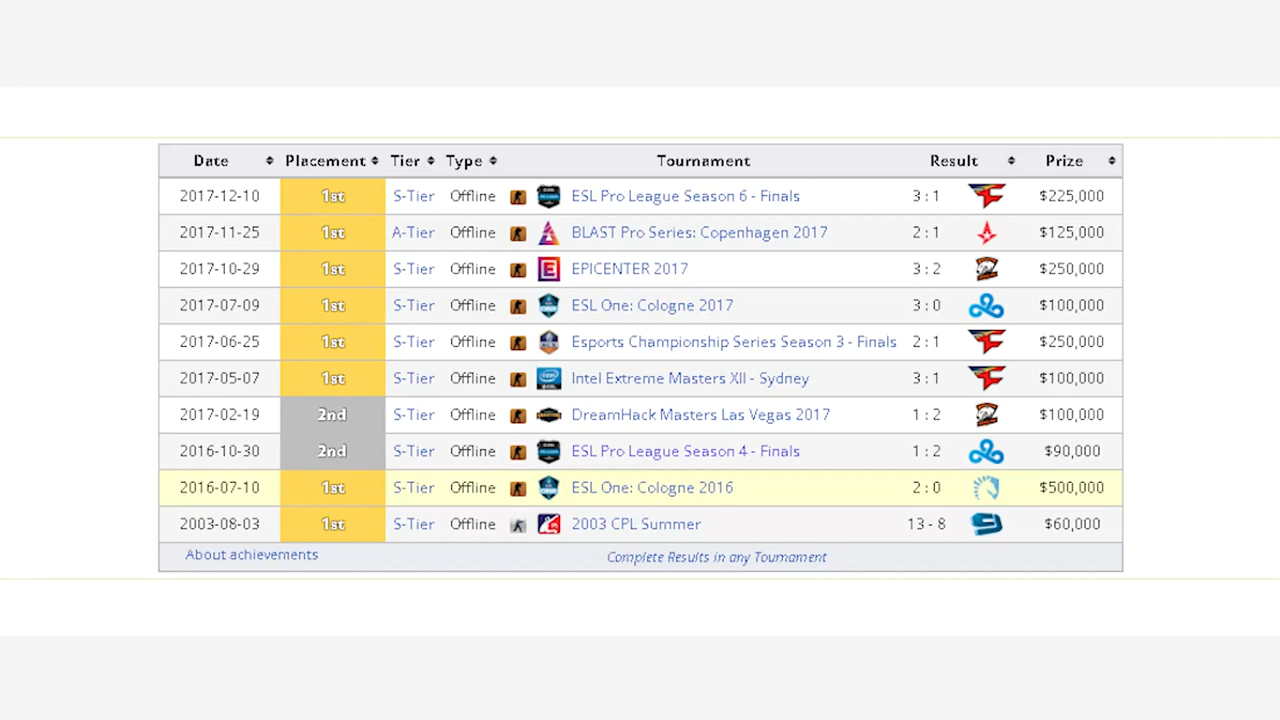 Date Placement Tier Type Tournament Result Prize
2017-12-10 1st S-Tier Offline ESL Pro League Season 6 - Finals 3 : 1 $225,000
2017-11-25 1st A-Tier Offline BLAST Pro Series: Copenhagen 2017 2 : 1 $125,000
2017-10-29 1st S-Tier Offline EPICENTER 2017 3 : 2 $250,000
2017-07-09 1st S-Tier Offline ESL One: Cologne 2017 3 : 0 $100,000
2017-06-25 1st S-Tier Offline Esports Championship Series Season 3 - Finals 2 : 1 $250,000
2017-05-07 1st S-Tier Offline Intel Extreme Masters XII - Sydney 3 : 1 $100,000
2017-02-19 2nd S-Tier Offline DreamHack Masters Las Vegas 2017 1 : 2 $100,000
2016-10-30 2nd S-Tier Offline ESL Pro League Season 4 - Finals 1 : 2 $90,000
2016-07-10 1st S-Tier Offline ESL One: Cologne 2016 2 : 0 $500,000
2003-08-03 1st S-Tier Offline 2003 CPL Summer 13 - 8 $60,000
About achievements Complete Results in any Tournament